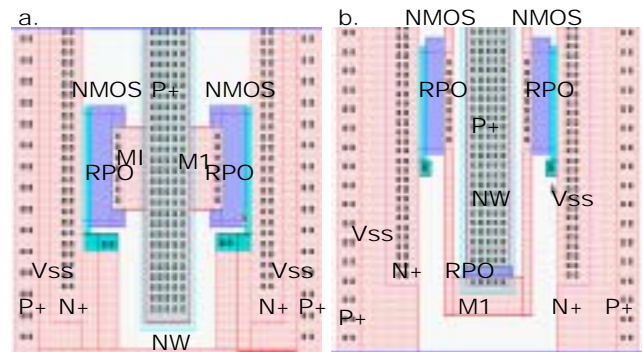 a.
b.
NMOS NMOS
NMOS P+ NMOS
RPO RPO
P+
MI M1
RPO RPO
NW Vss
Vss
Vss Vss
N+ RPO
P+ N+ N+ P+
M1 N+ P+
P+
NW